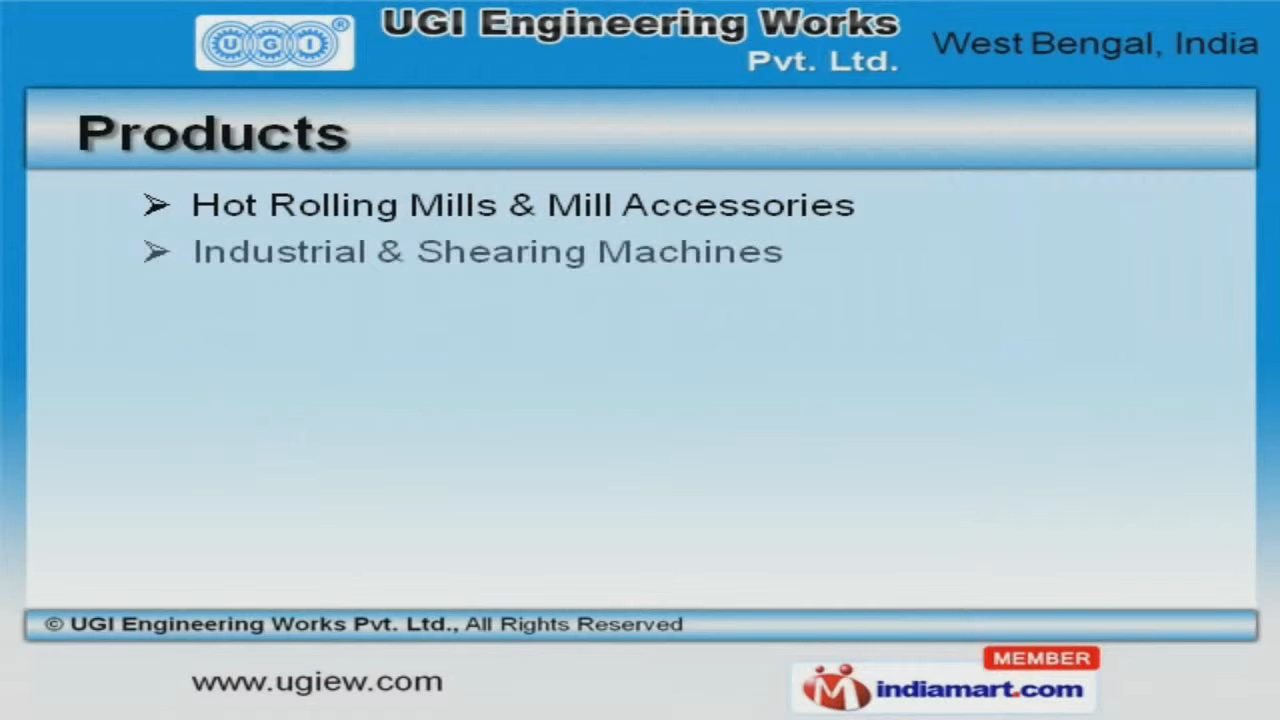 UGI®
UGI Engineering Works
Pvt. Ltd.
West Bengal, India
Products
➢ Hot Rolling Mills & Mill Accessories
➢ Industrial & Shearing Machines
© UGI Engineering Works Pvt. Ltd., All Rights Reserved
www.ugiew.com
MEMBER
indiamart.com